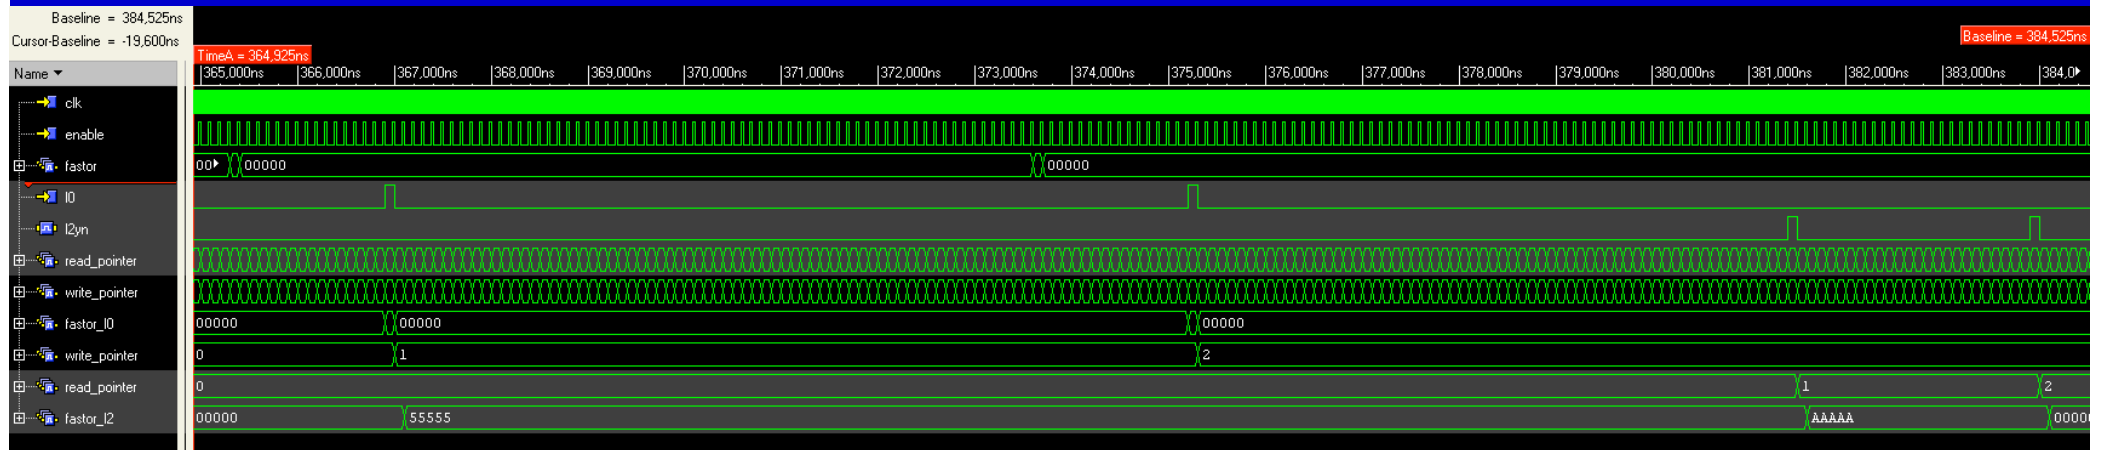 Baseline = 384,525ns
Cursor-Baseline = -19,600ns
Baseline = 384,525ns
TimeA = 364,925ns
Name 365,000ns 366,000ns 367,000ns 368,000ns 369,000ns 370,000ns 371,000ns 372,000ns 373,000ns 374,000ns 375,000ns 376,000ns 377,000ns 378,000ns 379,000ns 380,000ns 381,000ns 382,000ns 383,000ns 384,0
clk
enable
fastor 00 00000 00000
l0
l2yn
read_pointer
write_pointer
fastor_l0 00000 00000 00000
write_pointer 0 1 2
read_pointer 0 1 2
fastor_l2 00000 55555 AAAAA 0000